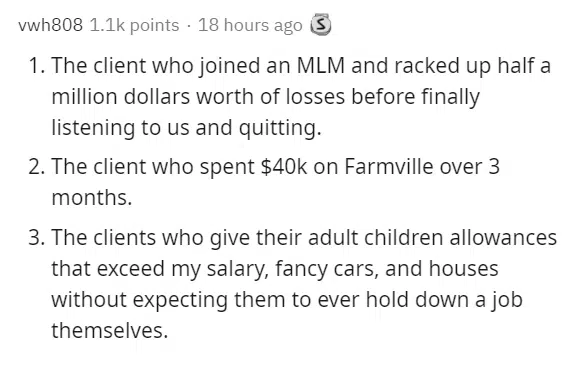 vwh808 1.1k points · 18 hours ago S
1. The client who joined an MLM and racked up half a
million dollars worth of losses before finally
listening to us and quitting.
2. The client who spent $40k on Farmville over 3
months.
3. The clients who give their adult children allowances
that exceed my salary, fancy cars, and houses
without expecting them to ever hold down a job
themselves.